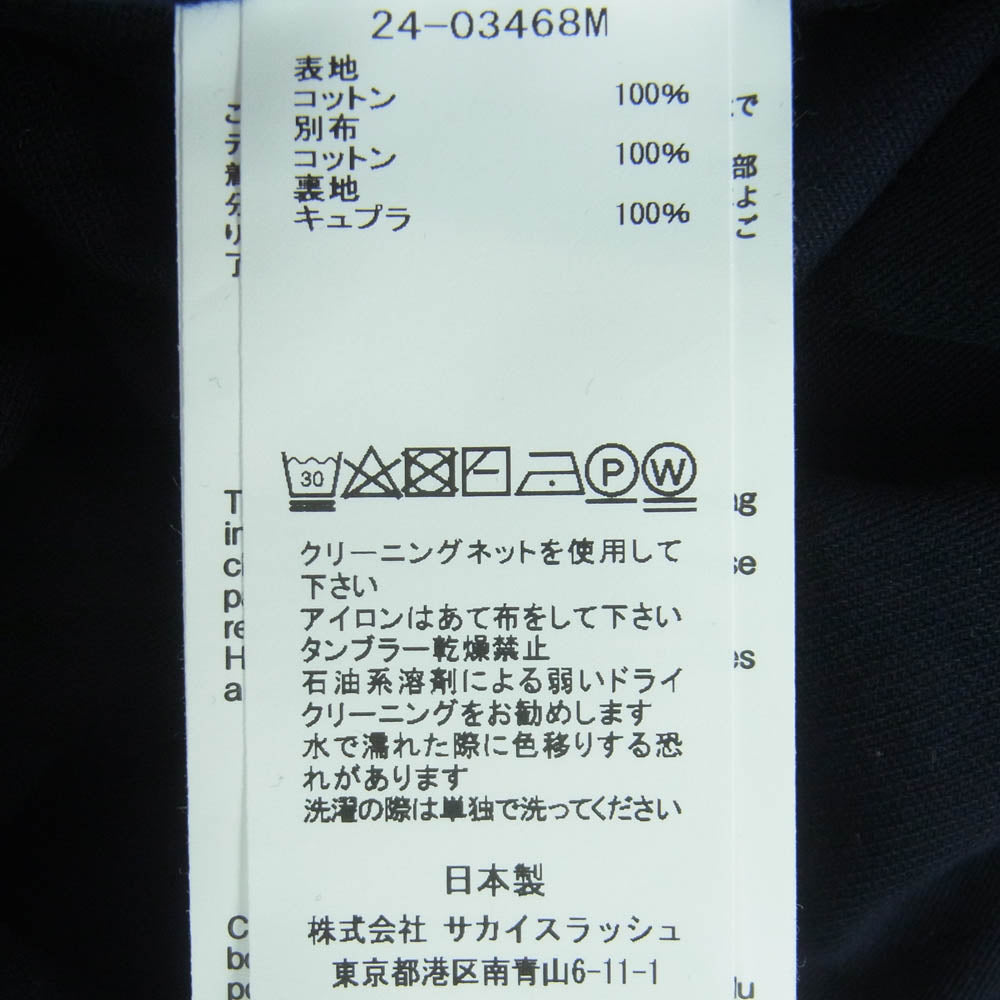 24-03468M
表地
コットン 100%
別布
コットン 100%
裏地
キュプラ 100%
30
P W
クリーニングネットを使用して
下さい
アイロンはあて布をして下さい
タンブラー乾燥禁止
石油系溶剤による弱いドライ
クリーニングをお勧めします
水で濡れた際に色移りする恐
れがあります
洗濯の際は単独で洗ってください
日本製
株式会社 サカイスラッシュ
東京都港区南青山6-11-1